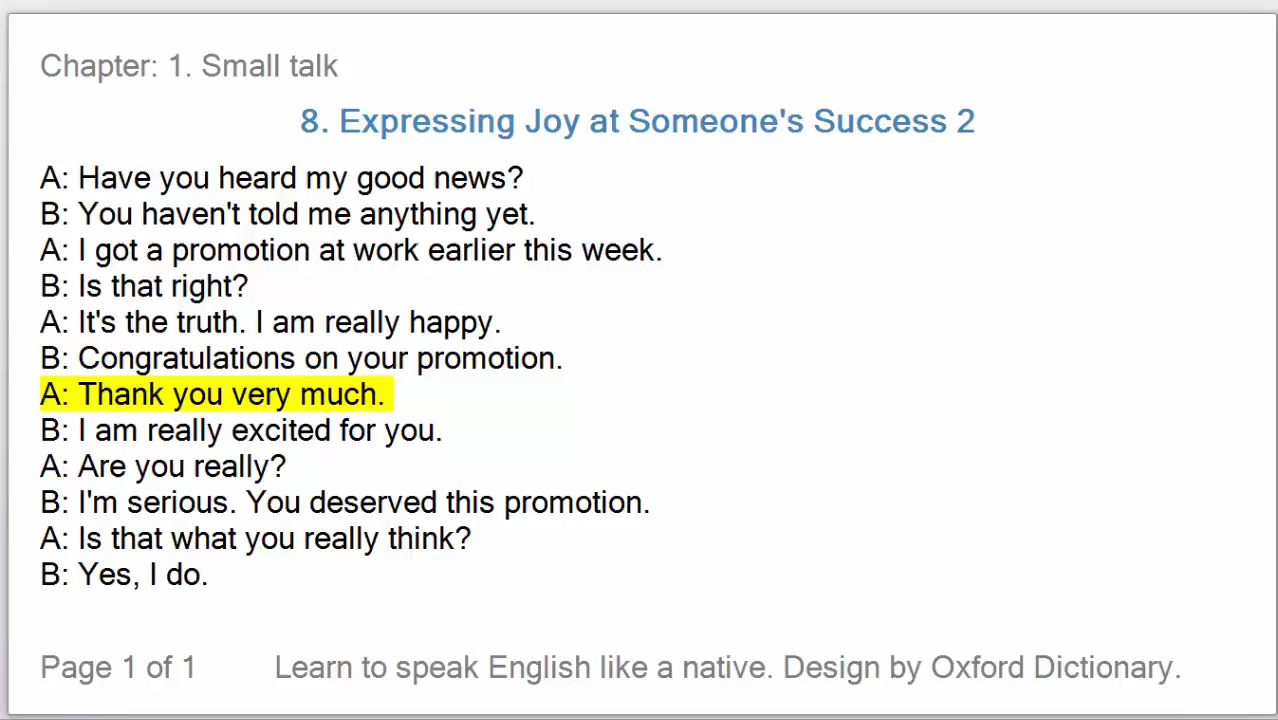 Chapter: 1. Small talk
8. Expressing Joy at Someone's Success 2
A: Have you heard my good news?
B: You haven't told me anything yet.
A: I got a promotion at work earlier this week.
B: Is that right?
A: It's the truth. I am really happy.
B: Congratulations on your promotion.
A: Thank you very much.
B: I am really excited for you.
A: Are you really?
B: I'm serious. You deserved this promotion.
A: Is that what you really think?
B: Yes, I do.
Page 1 of 1 Learn to speak English like a native. Design by Oxford Dictionary.